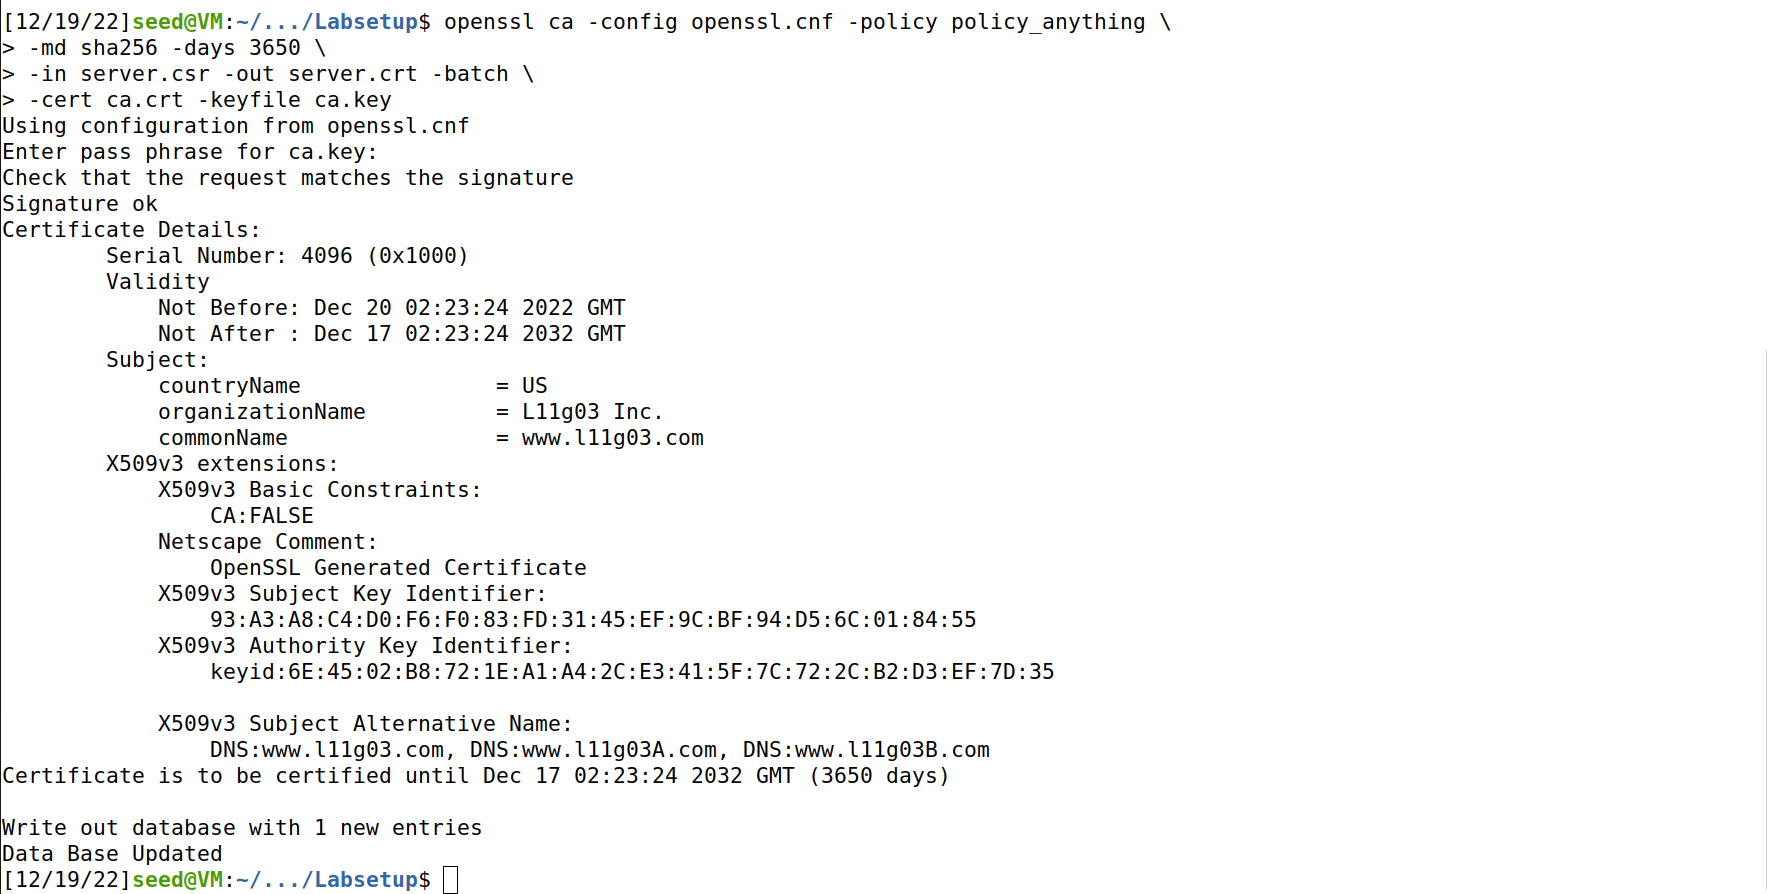 [12/19/22]seed@VM:~/.../Labsetup$ openssl ca -config openssl.cnf -policy policy_anything \
> -md sha256 -days 3650 \
> -in server.csr -out server.crt -batch \
> -cert ca.crt -keyfile ca.key
Using configuration from openssl.cnf
Enter pass phrase for ca.key:
Check that the request matches the signature
Signature ok
Certificate Details:
        Serial Number: 4096 (0x1000)
        Validity
            Not Before: Dec 20 02:23:24 2022 GMT
            Not After : Dec 17 02:23:24 2032 GMT
        Subject:
            countryName               = US
            organizationName          = L11g03 Inc.
            commonName                = www.l11g03.com
        X509v3 extensions:
            X509v3 Basic Constraints:
                CA:FALSE
            Netscape Comment:
                OpenSSL Generated Certificate
            X509v3 Subject Key Identifier:
                93:A3:A8:C4:D0:F6:F0:83:FD:31:45:EF:9C:BF:94:D5:6C:01:84:55
            X509v3 Authority Key Identifier:
                keyid:6E:45:02:B8:72:1E:A1:A4:2C:E3:41:5F:7C:72:2C:B2:D3:EF:7D:35

            X509v3 Subject Alternative Name:
                DNS:www.l11g03.com, DNS:www.l11g03A.com, DNS:www.l11g03B.com
Certificate is to be certified until Dec 17 02:23:24 2032 GMT (3650 days)

Write out database with 1 new entries
Data Base Updated
[12/19/22]seed@VM:~/.../Labsetup$